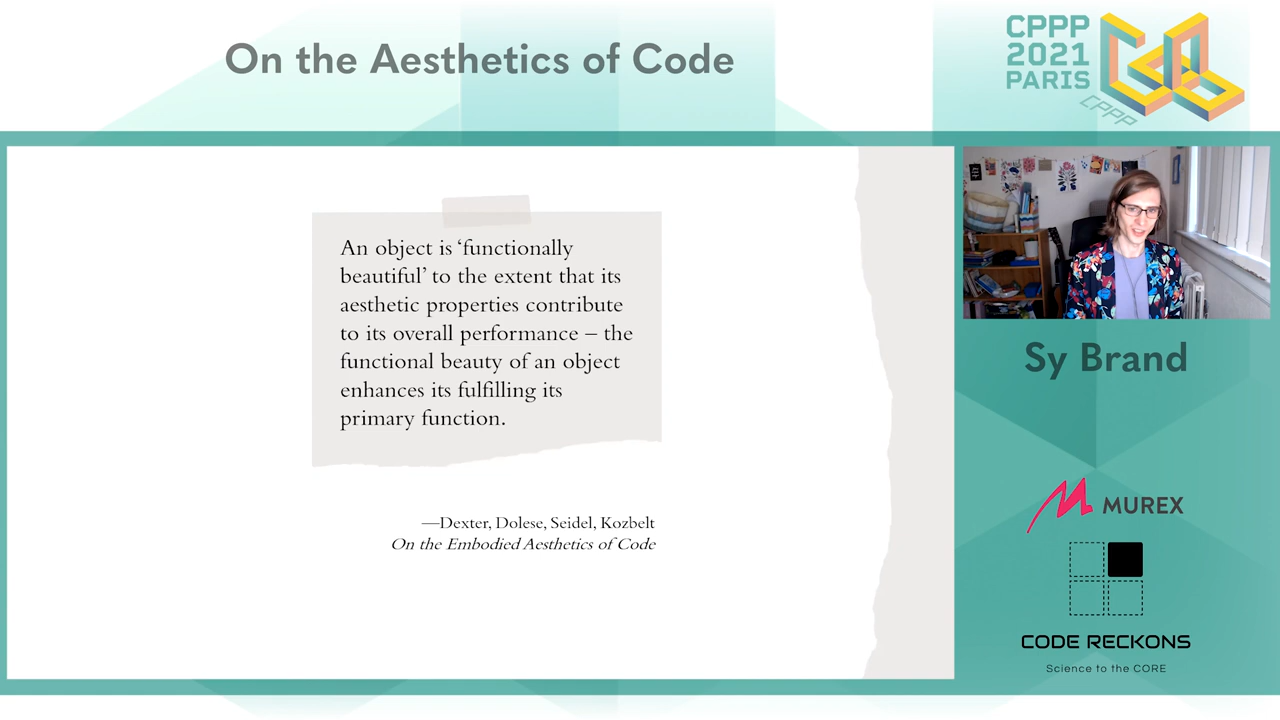 On the Aesthetics of Code
CPPP
2021
PARIS
CPPP
An object is ‘functionally
beautiful’ to the extent that its
aesthetic properties contribute
to its overall performance – the
functional beauty of an object
enhances its fulfilling its
primary function.
—Dexter, Dolese, Seidel, Kozbelt
On the Embodied Aesthetics of Code
Sy Brand
MUREX
CODE RECKONS
Science to the CORE